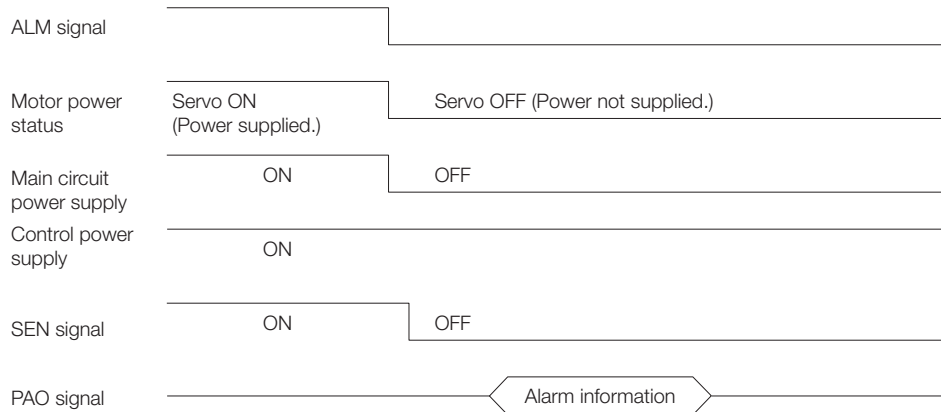 ALM signal
Motor power
status
Servo ON
(Power supplied.)
Servo OFF (Power not supplied.)
Main circuit
power supply
ON
OFF
Control power
supply
ON
SEN signal
ON
OFF
PAO signal
Alarm information